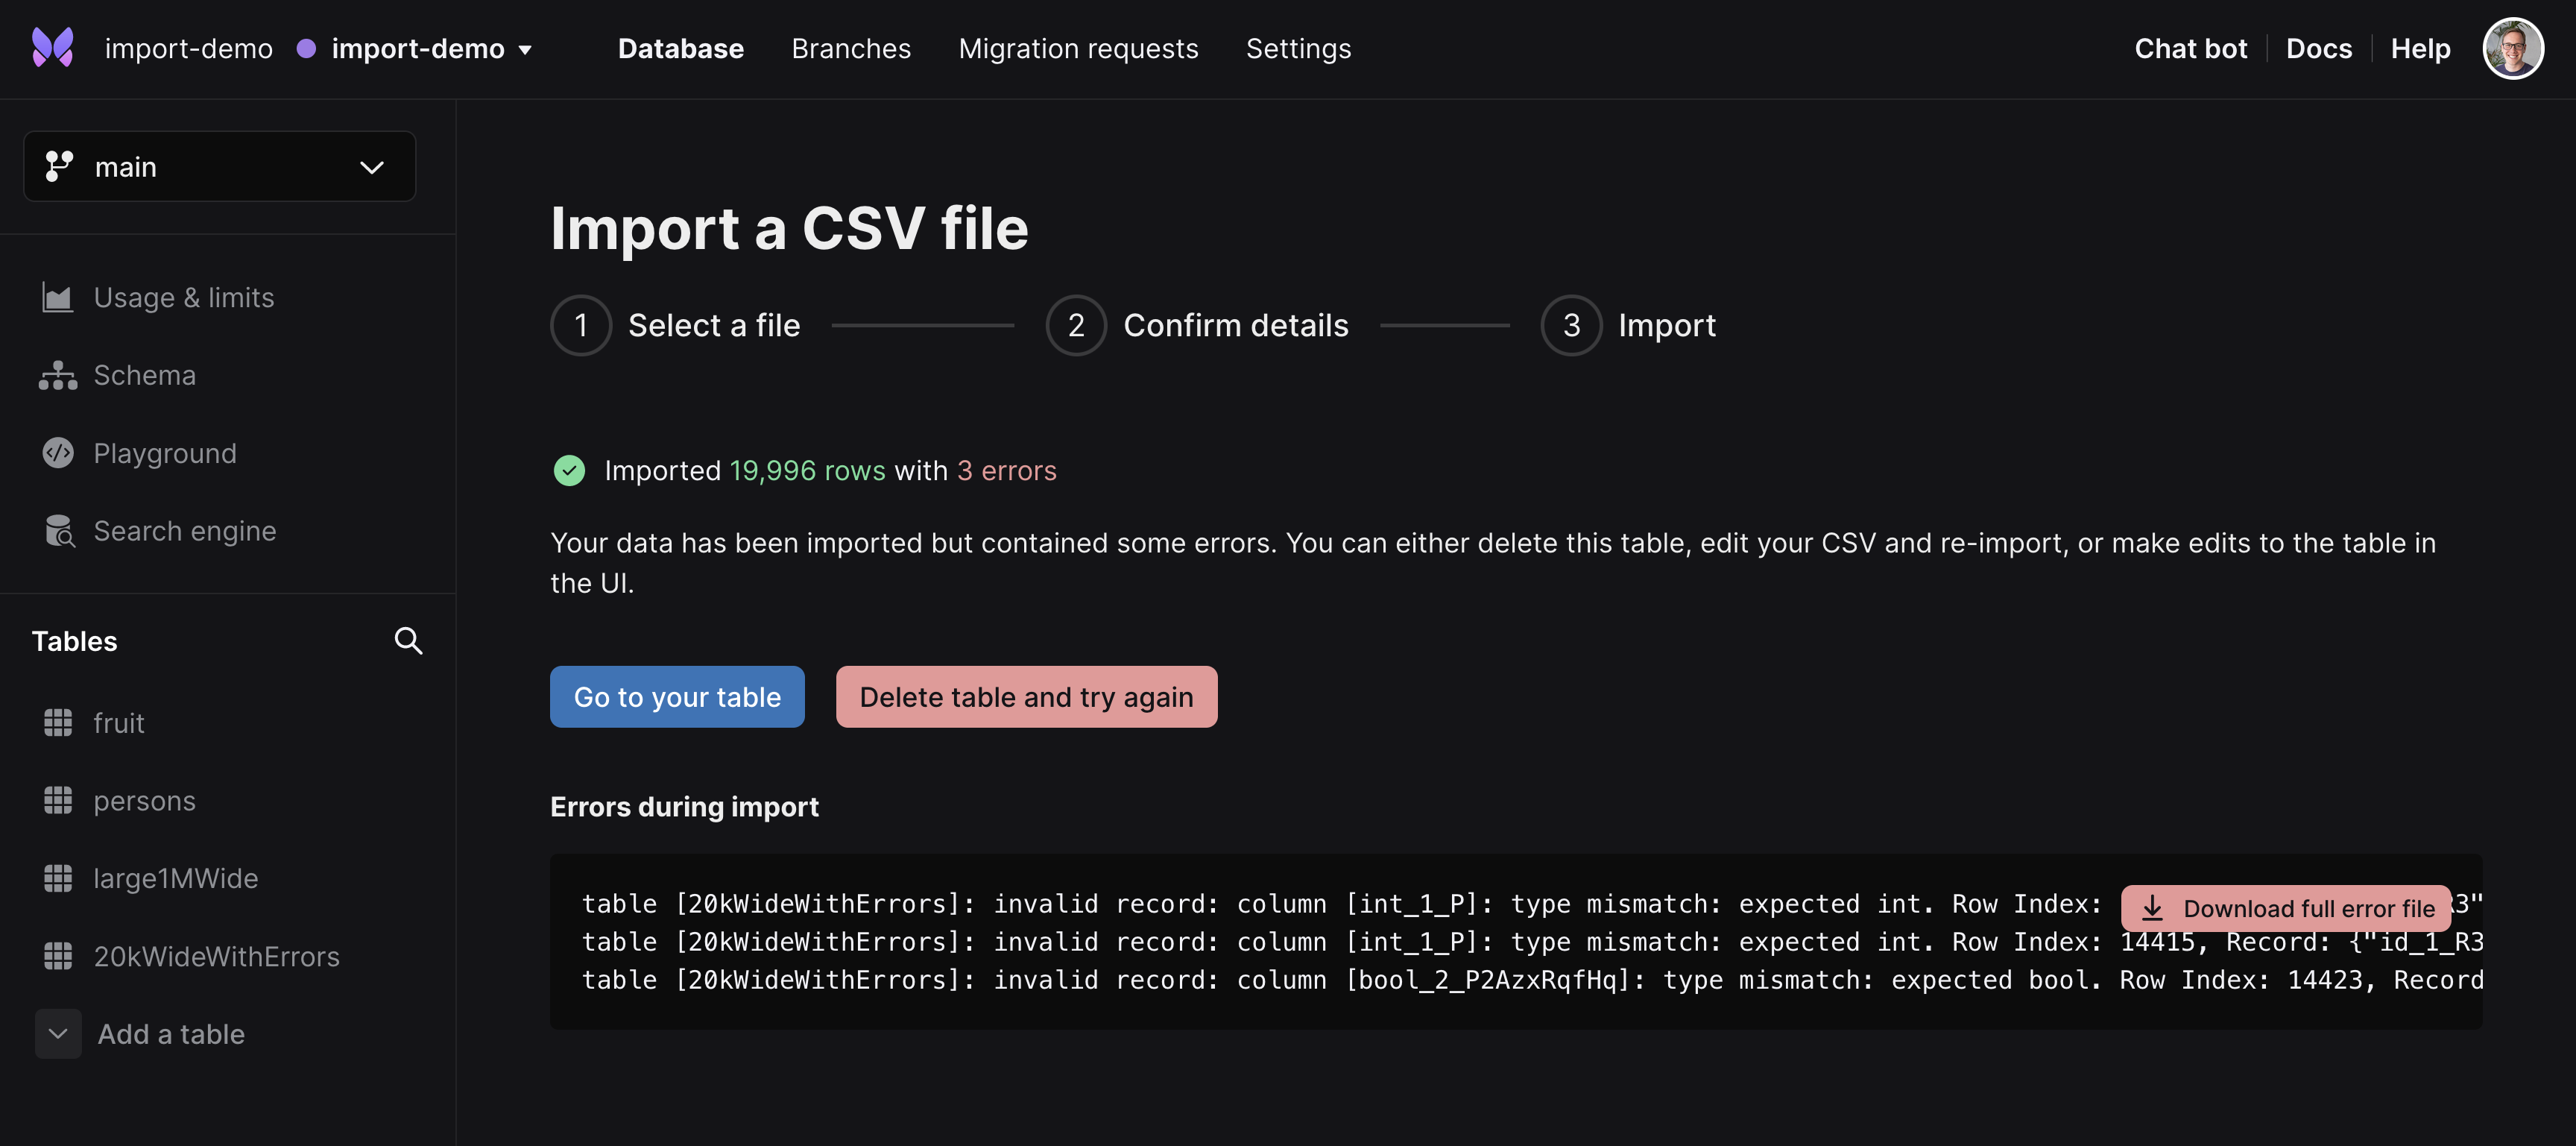 import-demo import-demo Database Branches Migration requests Settings Chat bot Docs Help
main
Usage & limits
Schema
Playground
Search engine
Tables
fruit
persons
large1MWide
20kWideWithErrors
Add a table
Import a CSV file
1 Select a file 2 Confirm details 3 Import
Imported 19,996 rows with 3 errors
Your data has been imported but contained some errors. You can either delete this table, edit your CSV and re-import, or make edits to the table in
the UI.
Go to your table Delete table and try again
Errors during import
table [20kWideWithErrors]: invalid record: column [int_1_P]: type mismatch: expected int. Row Index:
Download full error file
table [20kWideWithErrors]: invalid record: column [int_1_P]: type mismatch: expected int. Row Index: 14415, Record: {"id_1_R3
table [20kWideWithErrors]: invalid record: column [bool_2_P2AzxRqfHq]: type mismatch: expected bool. Row Index: 14423, Record